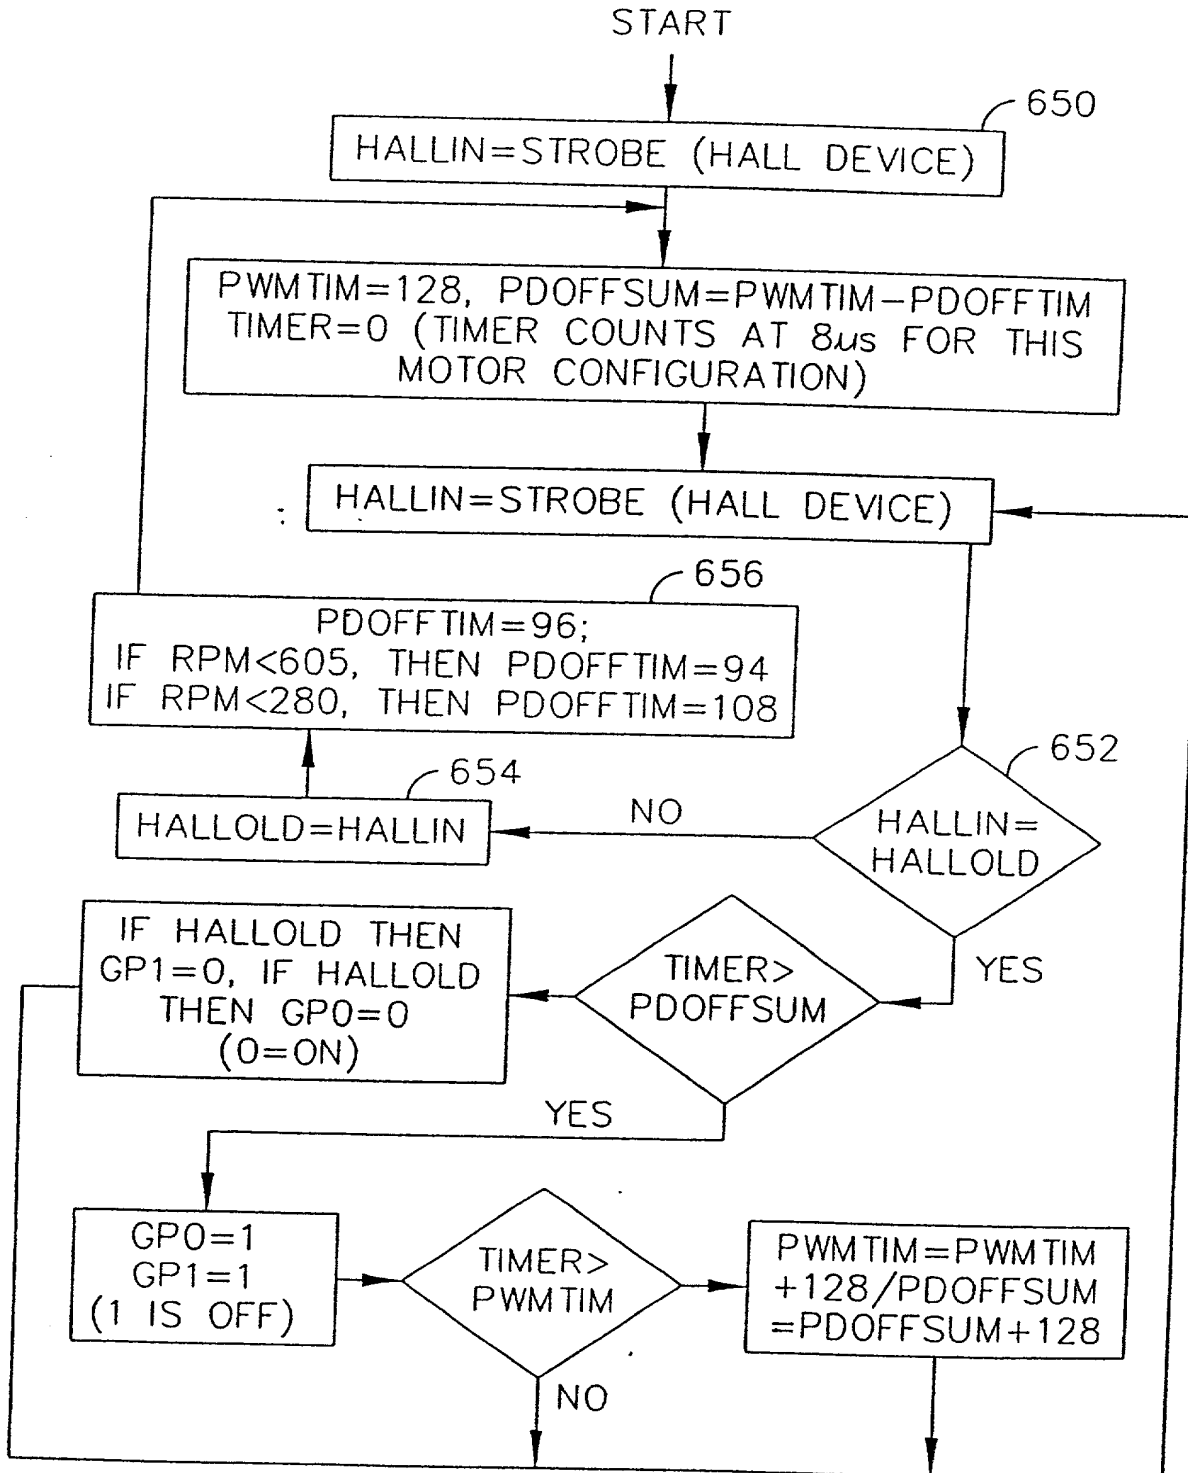 START
650
HALLIN=STROBE (HALL DEVICE)
PWMTIM=128, PDOFFSUM=PWMTIM-PDOFFTIM
TIMER=0 (TIMER COUNTS AT 8us FOR THIS
MOTOR CONFIGURATION)
HALLIN=STROBE (HALL DEVICE)
656
PDOFFTIM=96;
IF RPM<605, THEN PDOFFTIM=94
IF RPM<280, THEN PDOFFTIM=108
652
654
HALLOLD=HALLIN
NO
HALLIN=
HALLOLD
IF HALLOLD THEN
GP1=0, IF HALLOLD
THEN GP0=0
(0=ON)
TIMER>
PDOFFSUM
YES
YES
GP0=1
GP1=1
(1 IS OFF)
TIMER>
PWMTIM
PWMTIM=PWMTIM
+128/PDOFFSUM
=PDOFFSUM+128
NO